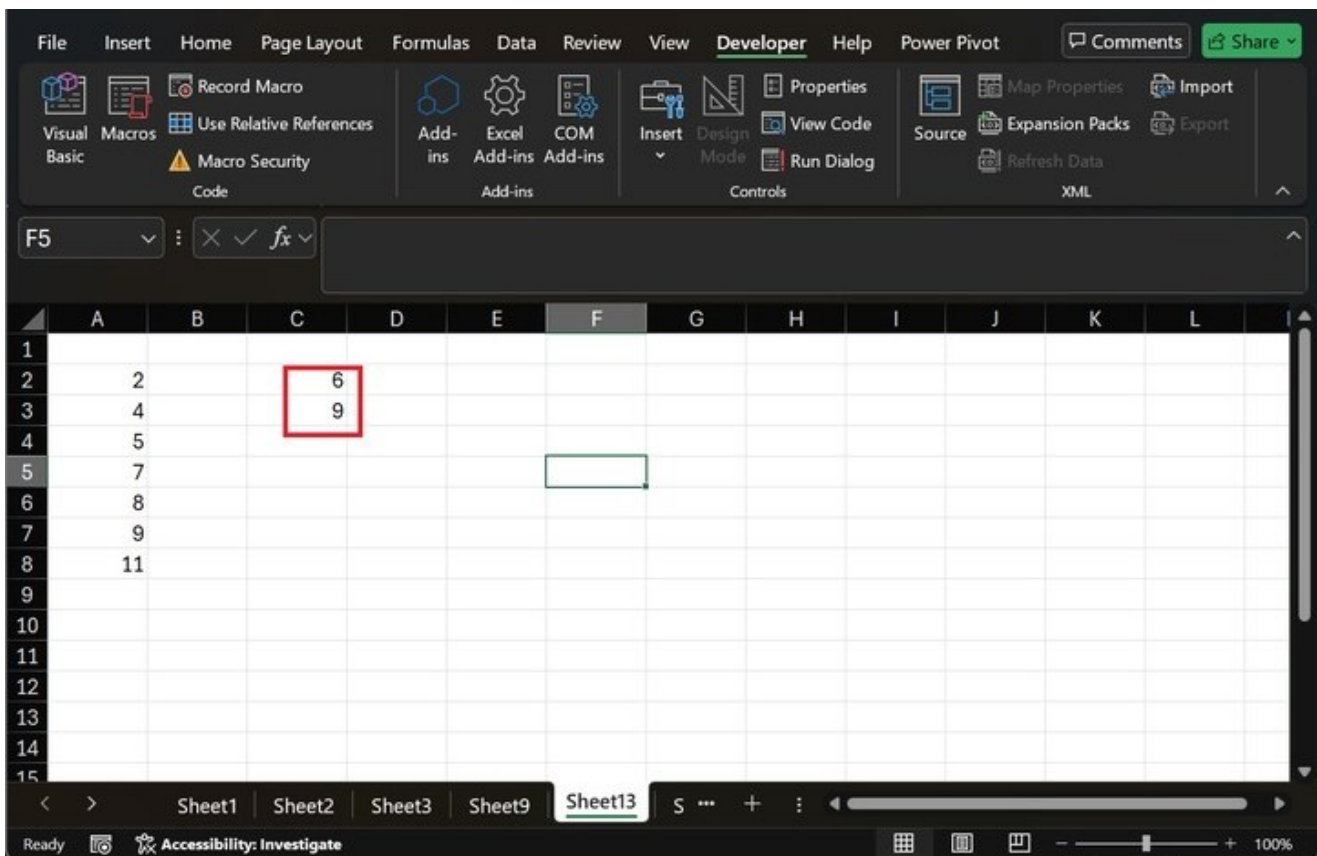 File Insert Home Page Layout Formulas Data Review View Developer Help Power Pivot Comments Share
Visual Basic
Macros
Record Macro
Use Relative References
Macro Security
Code
Add-ins
Excel Add-ins
COM Add-ins
Add-ins
Insert
Design Mode
Properties
View Code
Run Dialog
Controls
Source
Map Properties
Expansion Packs
Refresh Data
Import
Export
XML
F5 fx
A B C D E F G H I J K L
1
2 2 6
3 4 9
4 5
5 7
6 8
7 9
8 11
9
10
11
12
13
14
15
Sheet1 Sheet2 Sheet3 Sheet9 Sheet13 S ...
Ready Accessibility: Investigate 100%